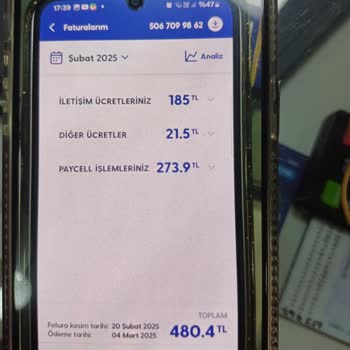 17:39 %47
Faturalarım 506 709 98 62
Şubat 2025 Analiz
İLETİŞİM ÜCRETLERİNİZ 185 TL
DİĞER ÜCRETLER 21.5 TL
PAYCELL İŞLEMLERİNİZ 273.9 TL
TOPLAM
Fatura kesim tarihi: 20 Şubat 2025
Ödeme tarihi: 04 Mart 2025
480.4 TL